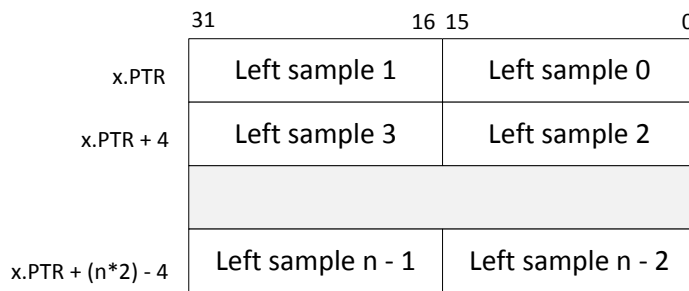 31 16 15 0
x.PTR Left sample 1 Left sample 0
x.PTR + 4 Left sample 3 Left sample 2
x.PTR + (n*2) - 4 Left sample n - 1 Left sample n - 2